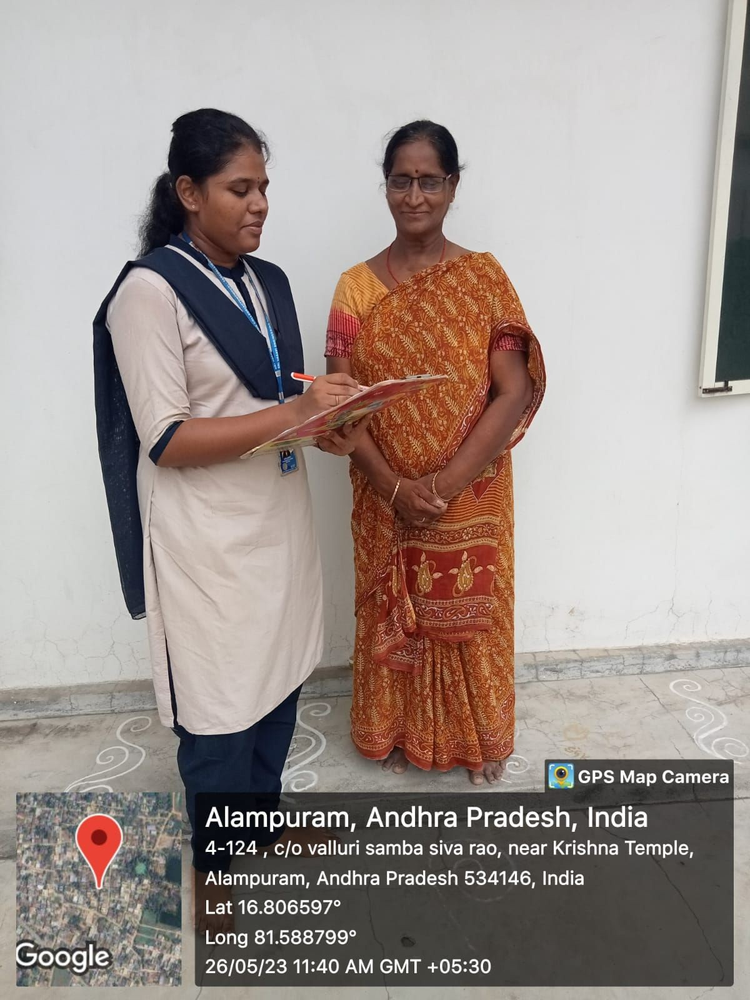 GPS Map Camera
Alampuram, Andhra Pradesh, India
4-124 , c/o valluri samba siva rao, near Krishna Temple,
Alampuram, Andhra Pradesh 534146, India
Lat 16.806597°
Long 81.588799°
26/05/23 11:40 AM GMT +05:30
Google